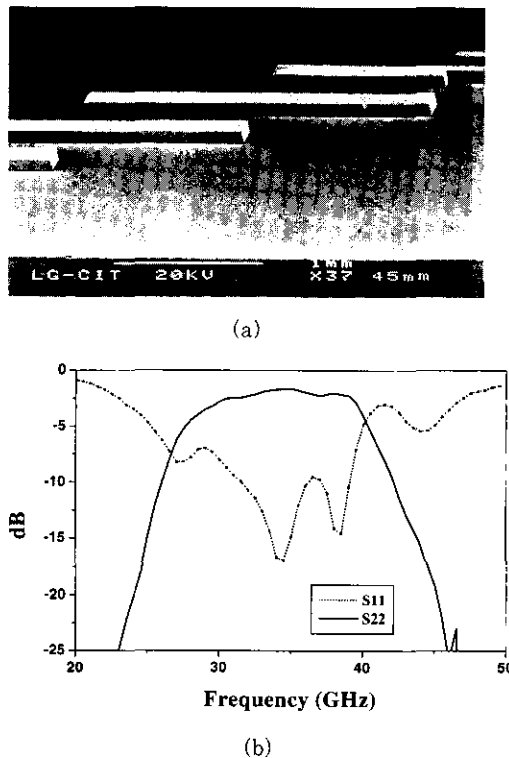 1mm
LG-CIT 20KV X37 45mm
(a)
0
-5
-10
-15
-20
-25
dB
S11
S22
20 30 40 50
Frequency (GHz)
(b)